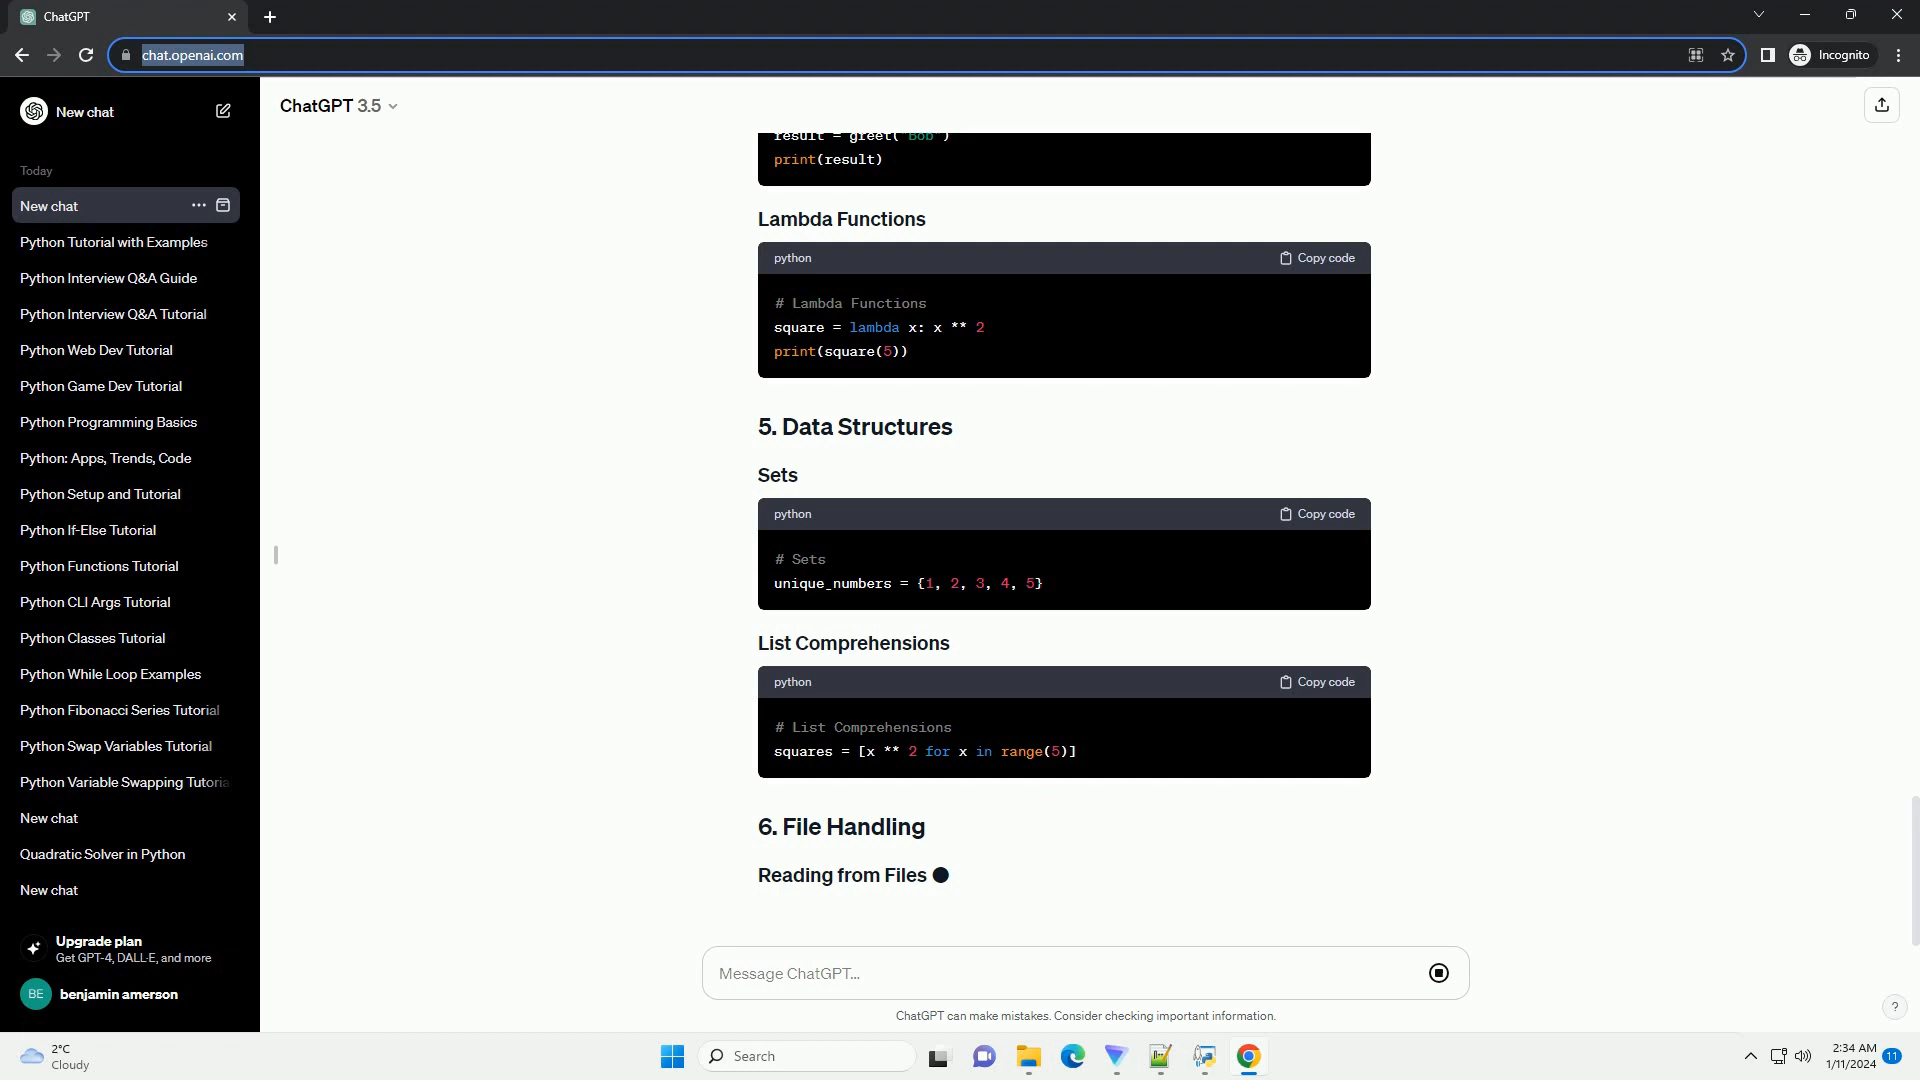 ChatGPT
chat.openai.com
Incognito
New chat
Today
New chat
Python Tutorial with Examples
Python Interview Q&A Guide
Python Interview Q&A Tutorial
Python Web Dev Tutorial
Python Game Dev Tutorial
Python Programming Basics
Python: Apps, Trends, Code
Python Setup and Tutorial
Python If-Else Tutorial
Python Functions Tutorial
Python CLI Args Tutorial
Python Classes Tutorial
Python While Loop Examples
Python Fibonacci Series Tutorial
Python Swap Variables Tutorial
Python Variable Swapping Tutoria
New chat
Quadratic Solver in Python
New chat
Upgrade plan
Get GPT-4, DALL·E, and more
BE benjamin amerson
ChatGPT 3.5
result = greet("Bob")
print(result)
Lambda Functions
python Copy code
# Lambda Functions
square = lambda x: x ** 2
print(square(5))
5. Data Structures
Sets
python Copy code
# Sets
unique_numbers = {1, 2, 3, 4, 5}
List Comprehensions
python Copy code
# List Comprehensions
squares = [x ** 2 for x in range(5)]
6. File Handling
Reading from Files
Message ChatGPT...
ChatGPT can make mistakes. Consider checking important information.
?
2°C
Cloudy
Search
2:34 AM
1/11/2024
11